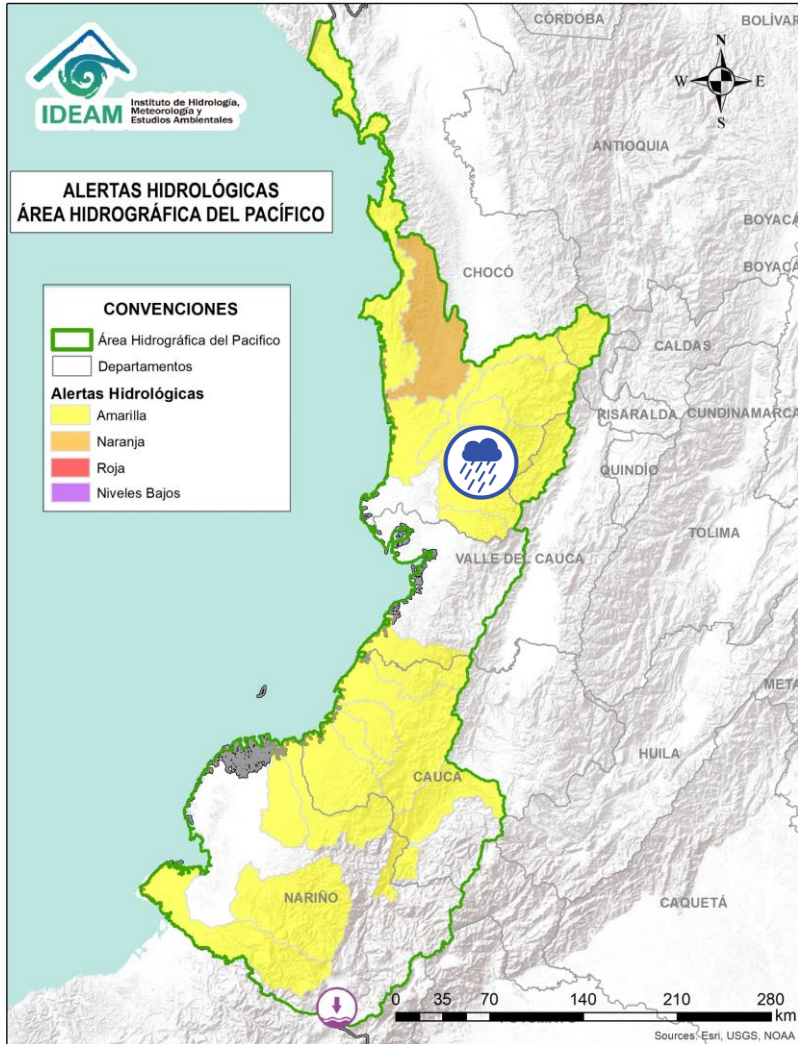 CÓRDOBA
BOLÍVAR
N
W
E
S
IDEAM
Instituto de Hidrología,
Meteorología y
Estudios Ambientales
ANTIOQUIA
ALERTAS HIDROLÓGICAS
ÁREA HIDROGRÁFICA DEL PACÍFICO
BOYACÁ
BOYACÁ
CHOCÓ
CONVENCIONES
Área Hidrográfica del Pacífico
Departamentos
Alertas Hidrológicas
Amarilla
Naranja
Roja
Niveles Bajos
CALDAS
RISARALDA
CUNDINAMARCA
QUINDÍO
TOLIMA
VALLE DEL CAUCA
META
HUILA
CAUCA
NARIÑO
CAQUETÁ
0 35 70 140 210 280
km
Sources: Esri, USGS, NOAA